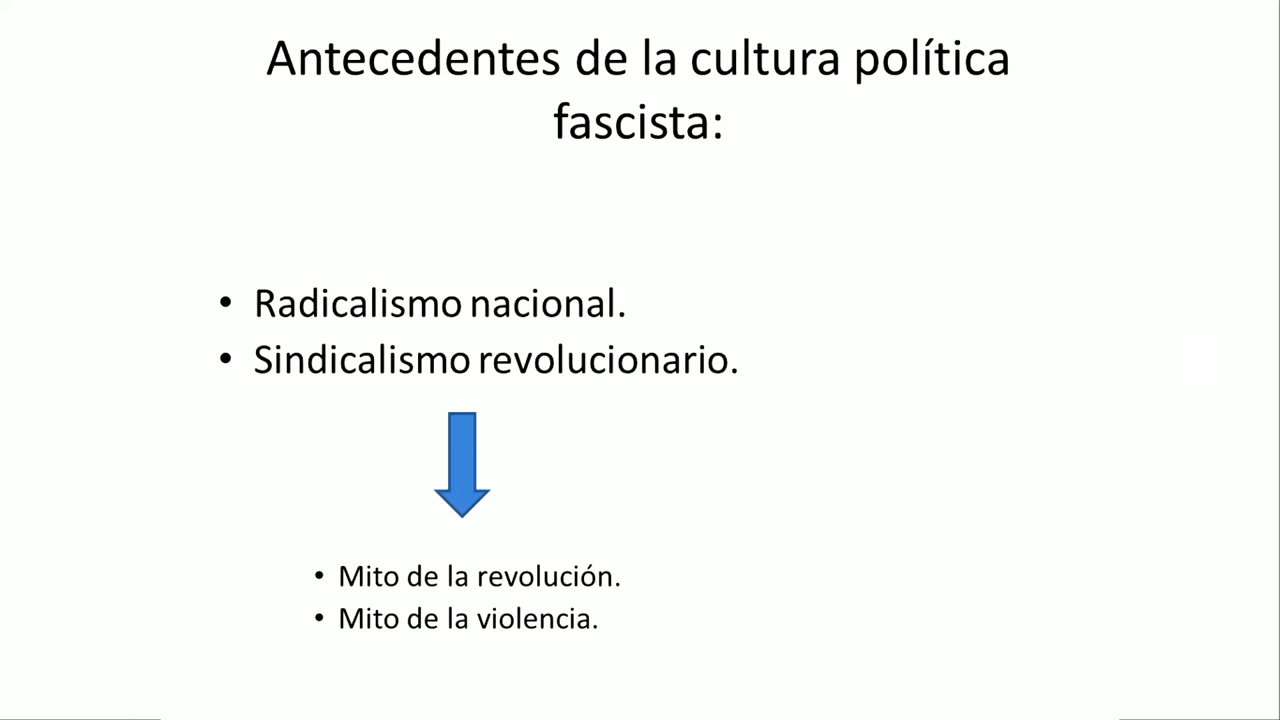 Antecedentes de la cultura política
fascista:
• Radicalismo nacional.
• Sindicalismo revolucionario.
• Mito de la revolución.
• Mito de la violencia.